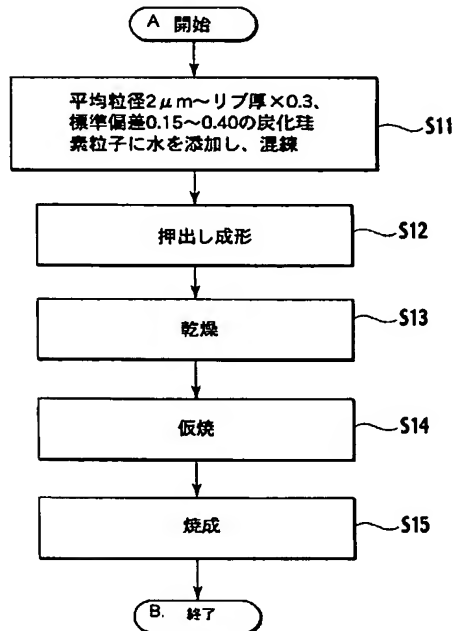 A 開始
平均粒径2μm～リブ厚×0.3、
標準偏差0.15～0.40の炭化珪
素粒子に水を添加し、混練
S11
押出し成形
S12
乾燥
S13
仮焼
S14
焼成
S15
B. 終了